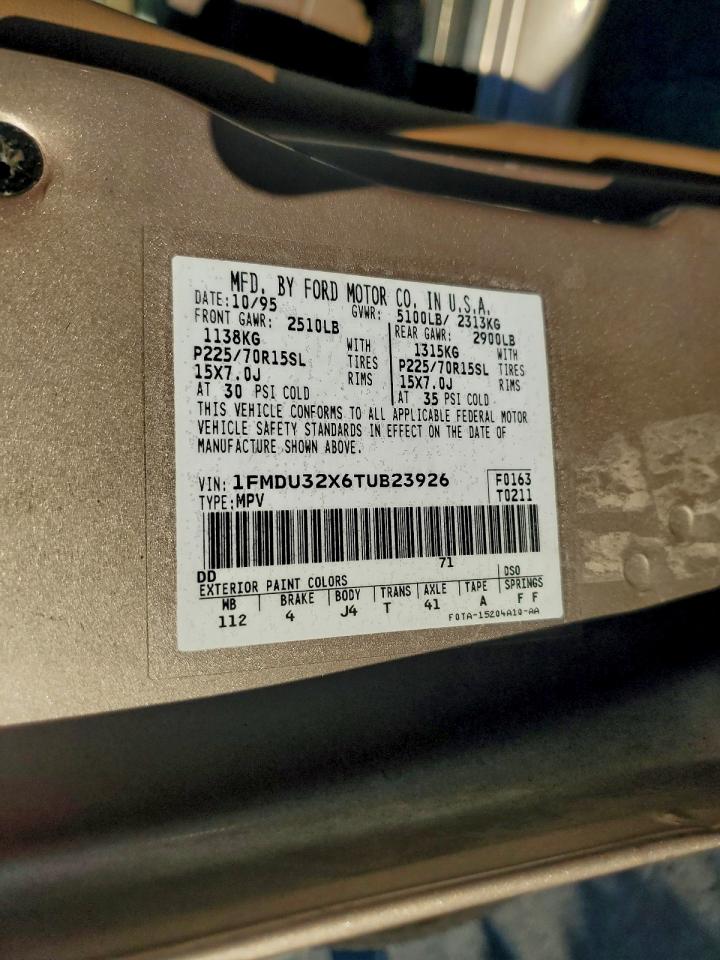 MFD. BY FORD MOTOR CO. IN U.S.A.
DATE: 10/95 GVWR: 5100LB/ 2313KG
FRONT GAWR: 2510LB REAR GAWR: 2900LB
1138KG WITH 1315KG WITH
P225/70R15SL TIRES P225/70R15SL TIRES
15X7.0J RIMS 15X7.0J RIMS
AT 30 PSI COLD AT 35 PSI COLD
THIS VEHICLE CONFORMS TO ALL APPLICABLE FEDERAL MOTOR
VEHICLE SAFETY STANDARDS IN EFFECT ON THE DATE OF
MANUFACTURE SHOWN ABOVE.
VIN: 1FMDU32X6TUB23926 F0163
TYPE: MPV T0211
DD 71
EXTERIOR PAINT COLORS DSO
WB BRAKE BODY TRANS AXLE TAPE SPRINGS
112 4 J4 T 41 A F F
F0TA-15204A10-AA